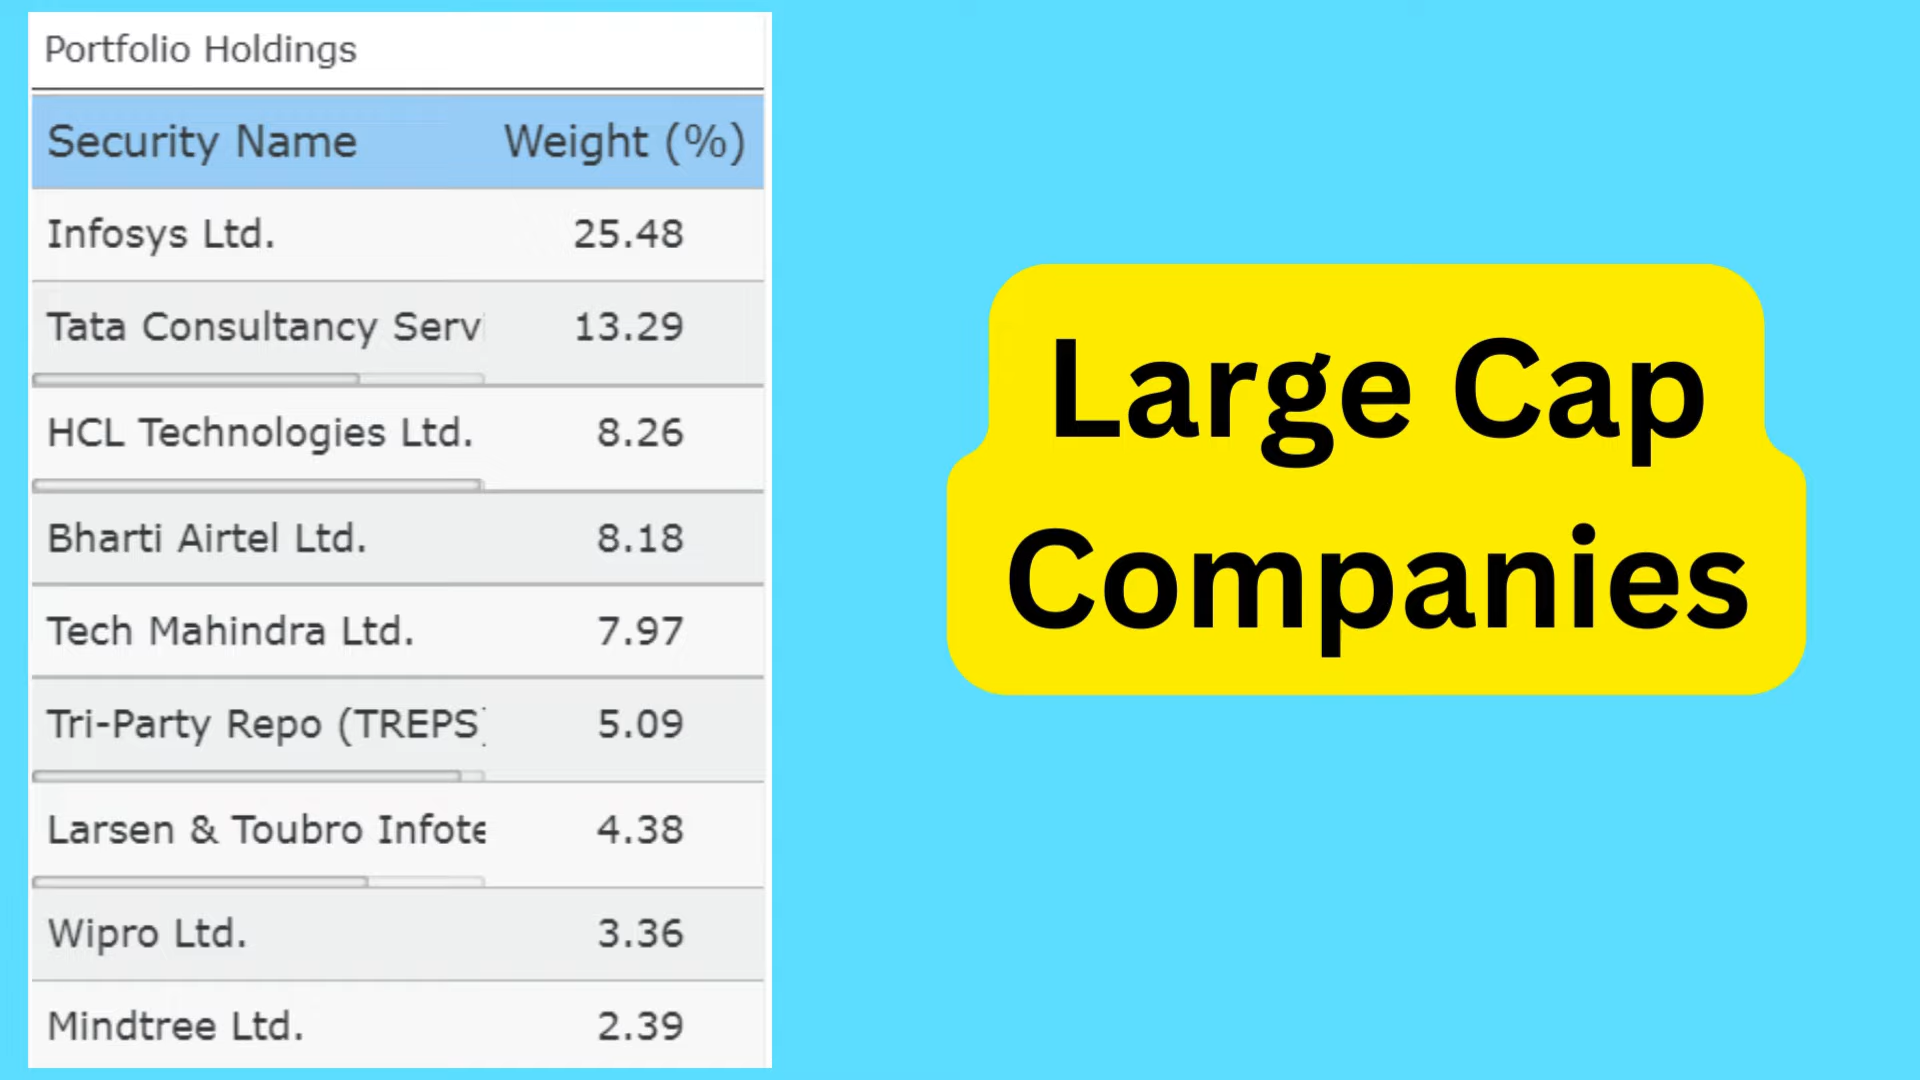 Portfolio Holdings
Security Name Weight (%)
Infosys Ltd. 25.48
Tata Consultancy Servi 13.29
HCL Technologies Ltd. 8.26
Bharti Airtel Ltd. 8.18
Tech Mahindra Ltd. 7.97
Tri-Party Repo (TREPS) 5.09
Larsen & Toubro Infote 4.38
Wipro Ltd. 3.36
Mindtree Ltd. 2.39
Large Cap
Companies